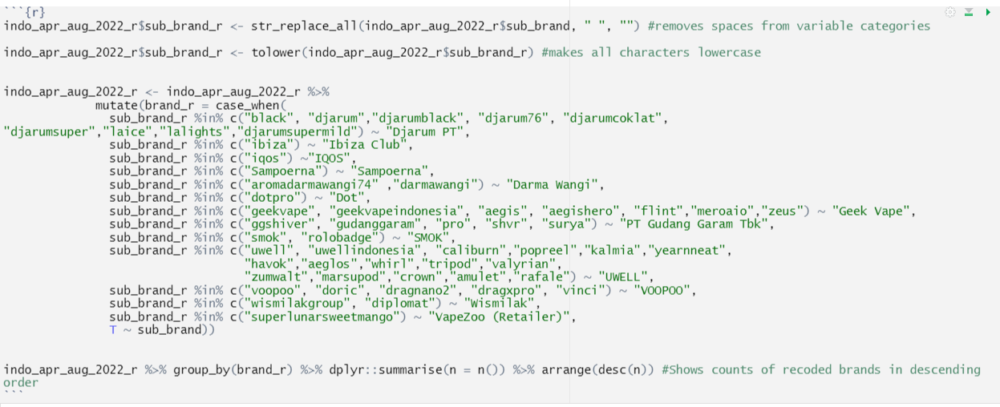 ```{r}
indo_apr_aug_2022_r$sub_brand_r <- str_replace_all(indo_apr_aug_2022_r$sub_brand, " ", "") #removes spaces from variable categories
indo_apr_aug_2022_r$sub_brand_r <- tolower(indo_apr_aug_2022_r$sub_brand_r) #makes all characters lowercase
indo_apr_aug_2022_r <- indo_apr_aug_2022_r %>%
mutate(brand_r = case_when(
sub_brand_r %in% c("black", "djarum","djarumblack", "djarum76", "djarumcoklat",
"djarumsuper","laice","lalights","djarumsupermild") ~ "Djarum PT",
sub_brand_r %in% c("ibiza") ~ "Ibiza Club",
sub_brand_r %in% c("iqos") ~"IQOS",
sub_brand_r %in% c("Sampoerna") ~ "Sampoerna",
sub_brand_r %in% c("aromadarmawangi74" ,"darmawangi") ~ "Darma Wangi",
sub_brand_r %in% c("dotpro") ~ "Dot",
sub_brand_r %in% c("geekvape", "geekvapeindonesia", "aegis", "aegishero", "flint","meroaio","zeus") ~ "Geek Vape",
sub_brand_r %in% c("ggshiver", "gudanggaram", "pro", "shvr", "surya") ~ "PT Gudang Garam Tbk",
sub_brand_r %in% c("smok", "rolobadge") ~ "SMOK",
sub_brand_r %in% c("uwell", "uwellindonesia", "caliburn","popreel","kalmia","yearnneat",
"havok","aeglos","whirl","tripod","valyrian",
"zumwalt","marsupod","crown","amulet","rafale") ~ "UWELL",
sub_brand_r %in% c("voopoo", "doric", "dragnano2", "dragxpro", "vinci") ~ "VOOPOO",
sub_brand_r %in% c("wismilakgroup", "diplomat") ~ "Wismilak",
sub_brand_r %in% c("superlunarsweetmango") ~ "VapeZoo (Retailer)",
T ~ sub_brand))
indo_apr_aug_2022_r %>% group_by(brand_r) %>% dplyr::summarise(n = n()) %>% arrange(desc(n)) #Shows counts of recoded brands in descending
order
```